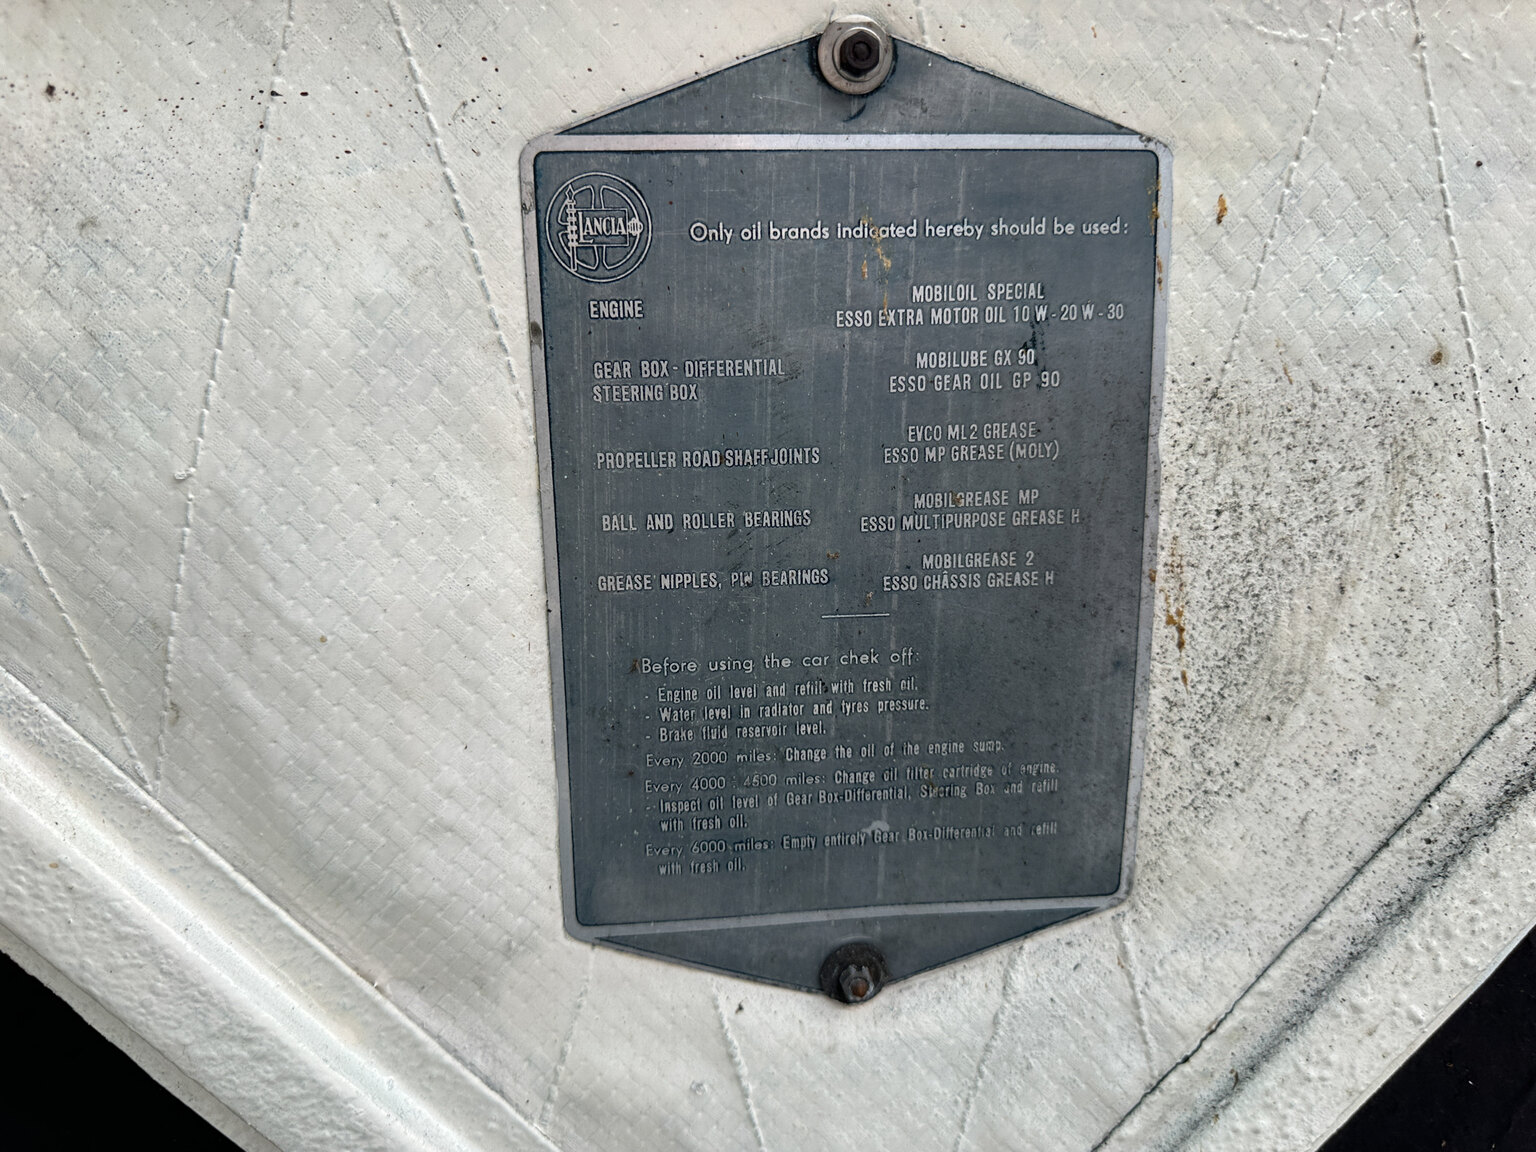 LANCIA
Only oil brands indicated hereby should be used:
ENGINE
MOBILOIL SPECIAL
ESSO EXTRA MOTOR OIL 10 W - 20 W - 30
GEAR BOX - DIFFERENTIAL
STEERING BOX
MOBILUBE GX 90
ESSO GEAR OIL GP 90
PROPELLER ROAD SHAFF JOINTS
EVCO ML2 GREASE
ESSO MP GREASE (MOLY)
BALL AND ROLLER BEARINGS
MOBILGREASE MP
ESSO MULTIPURPOSE GREASE H
GREASE NIPPLES, PIN BEARINGS
MOBILGREASE 2
ESSO CHÂSSIS GREASE H
Before using the car chek off:
- Engine oil level and refill with fresh oil.
- Water level in radiator and tyres pressure.
- Brake fluid reservoir level.
Every 2000 miles: Change the oil of the engine sump.
Every 4000 : 4500 miles: Change oil filter cartridge of engine.
- Inspect oil level of Gear Box-Differential, Steering Box and refill
with fresh oil.
Every 6000 miles: Empty entirely Gear Box-Differential and refill
with fresh oil.